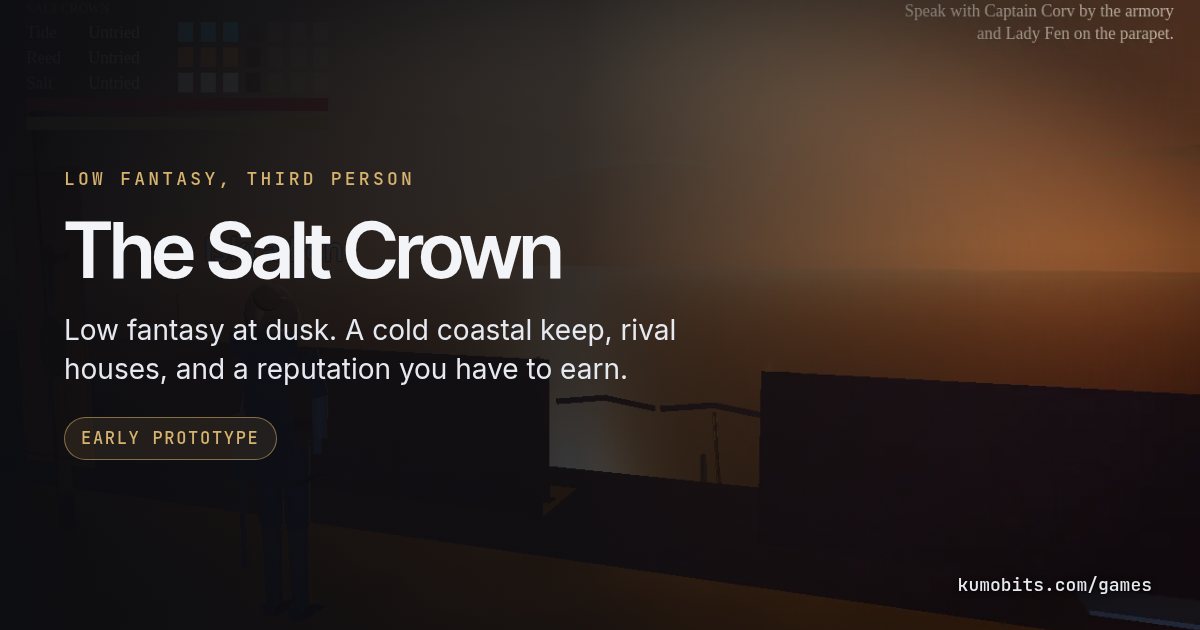 SALT CROWN
Tide Untried
Reed Untried
Salt Untried
Speak with Captain Corv by the armory
and Lady Fen on the parapet.
LOW FANTASY, THIRD PERSON
The Salt Crown
Low fantasy at dusk. A cold coastal keep, rival
houses, and a reputation you have to earn.
EARLY PROTOTYPE
kumobits.com/games